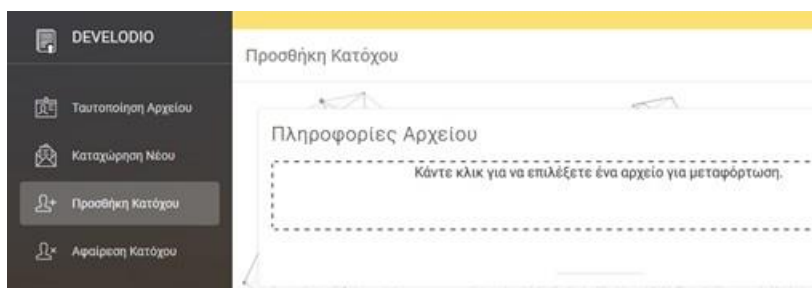 DEVELODIO
Ταυτοποίηση Αρχείου
Καταχώρηση Νέου
Προσθήκη Κατόχου
Αφαίρεση Κατόχου
Προσθήκη Κατόχου
Πληροφορίες Αρχείου
Κάντε κλικ για να επιλέξετε ένα αρχείο για μεταφόρτωση.